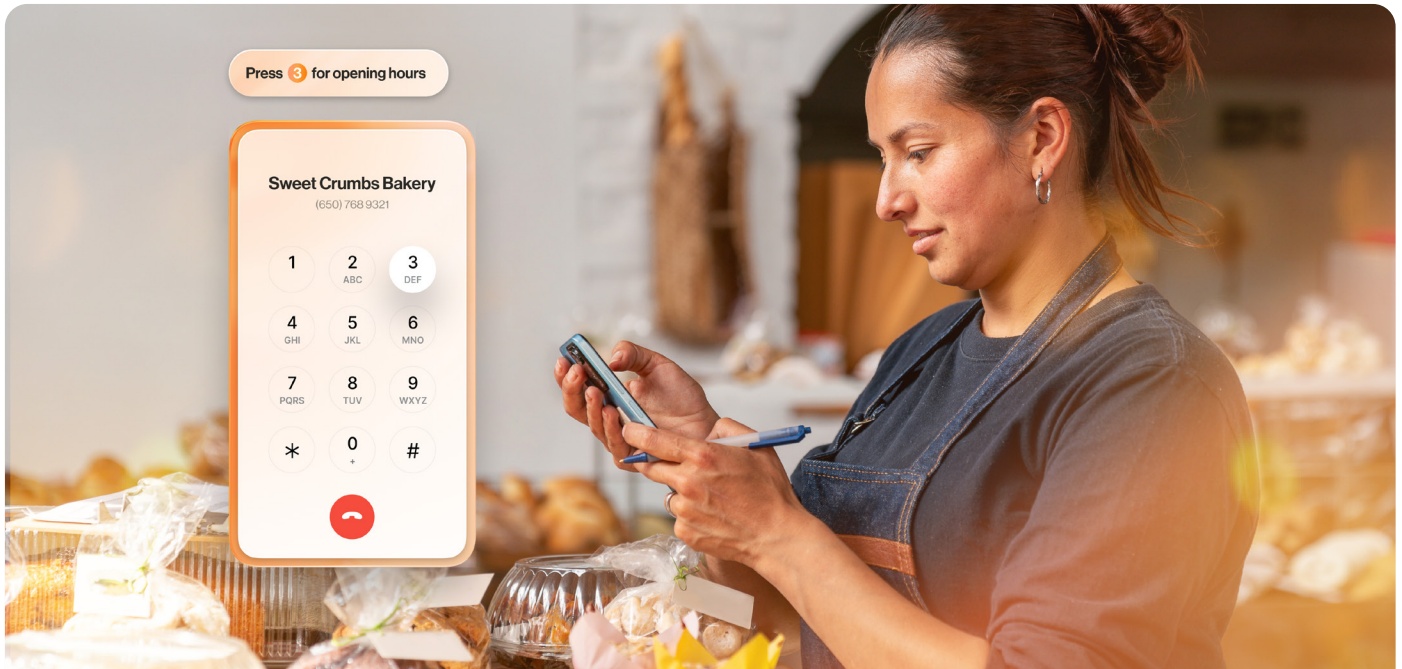 Press 3 for opening hours
Sweet Crumbs Bakery
(650) 768 9321
1
2
ABC
3
DEF
4
GHI
5
JKL
6
MNO
7
PQRS
8
TUV
9
WXYZ
*
0
+
#